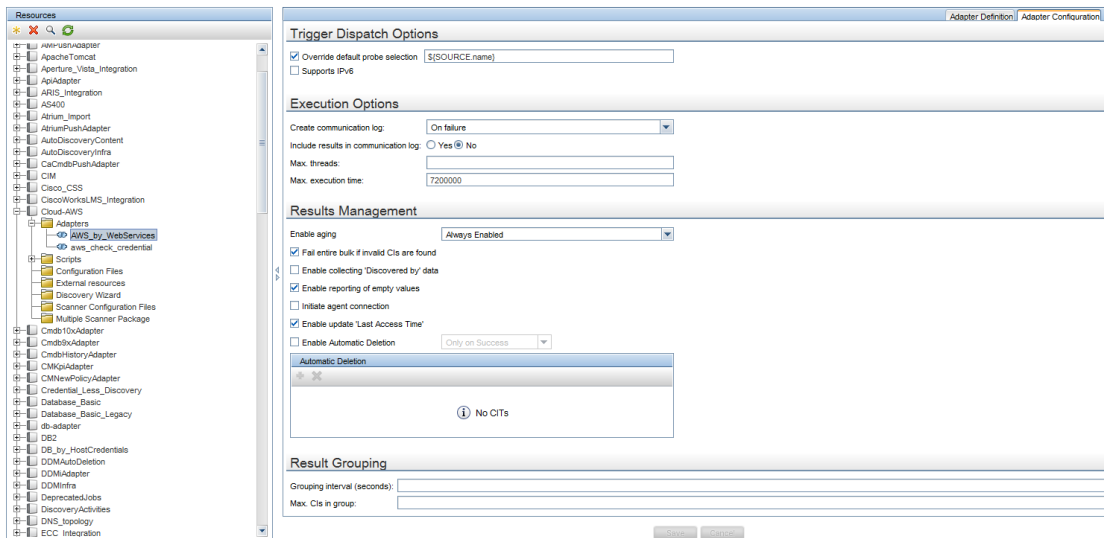 Resources
AMPushAdapter
ApacheTomcat
Aperture_Vista_Integration
ApiAdapter
ARIS_Integration
AS400
Atrium_Import
AtriumPushAdapter
AutoDiscoveryContent
AutoDiscoveryInfra
CaCmdbPushAdapter
CIM
Cisco_CSS
CiscoWorksLMS_Integration
Cloud-AWS
Adapters
AWS_by_WebServices
aws_check_credential
Scripts
Configuration Files
External resources
Discovery Wizard
Scanner Configuration Files
Multiple Scanner Package
Cmdb10xAdapter
Cmdb9xAdapter
CmdbHistoryAdapter
CMKpiAdapter
CMNewPolicyAdapter
Credential_Less_Discovery
Database_Basic
Database_Basic_Legacy
db-adapter
DB2
DB_by_HostCredentials
DDMAutoDeletion
DDMiAdapter
DDMInfra
DeprecatedJobs
DiscoveryActivities
DNS_topology
ECC_Integration
Adapter Definition Adapter Configuration
Trigger Dispatch Options
Override default probe selection ${SOURCE.name}
Supports IPv6
Execution Options
Create communication log: On failure
Include results in communication log: Yes No
Max. threads:
Max. execution time: 7200000
Results Management
Enable aging Always Enabled
Fail entire bulk if invalid CIs are found
Enable collecting 'Discovered by' data
Enable reporting of empty values
Initiate agent connection
Enable update 'Last Access Time'
Enable Automatic Deletion Only on Success
Automatic Deletion
No CITs
Result Grouping
Grouping interval (seconds):
Max. CIs in group:
Save Cancel